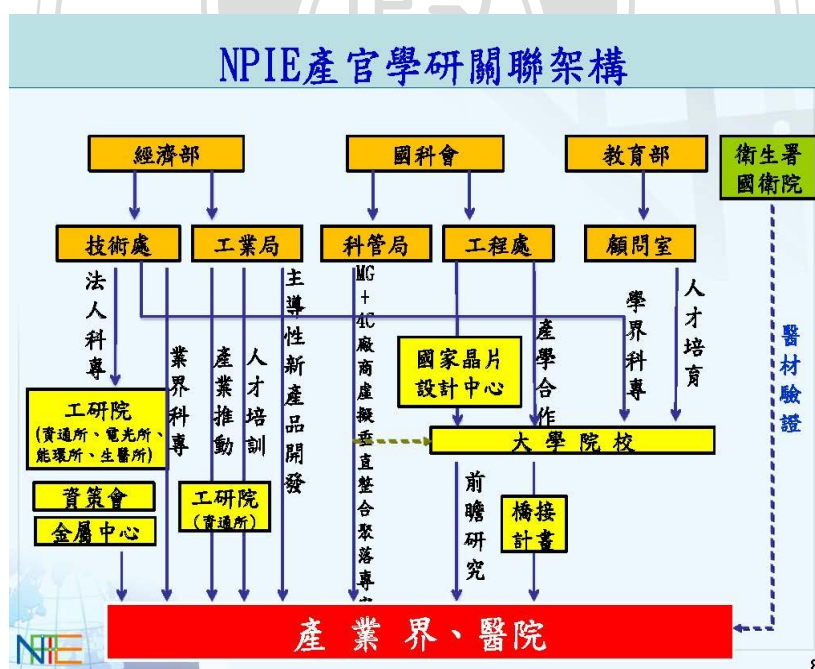 NPIE產官學研關聯架構
經濟部
國科會
教育部
衛生署
國衛院
技術處
工業局
科管局
工程處
顧問室
法人科專
業界科專
產業推動
人才培訓
主導性新產品開發
MG+4C廠商虛擬垂直整合聚落專
產學合作
學界科專
人才培育
醫材驗證
國家晶片
設計中心
工研院
(資通所、電光所、
能環所、生醫所)
大學院校
資策會
金屬中心
工研院
(資通所)
前瞻研究
橋接
計畫
產業界、醫院
NPIE